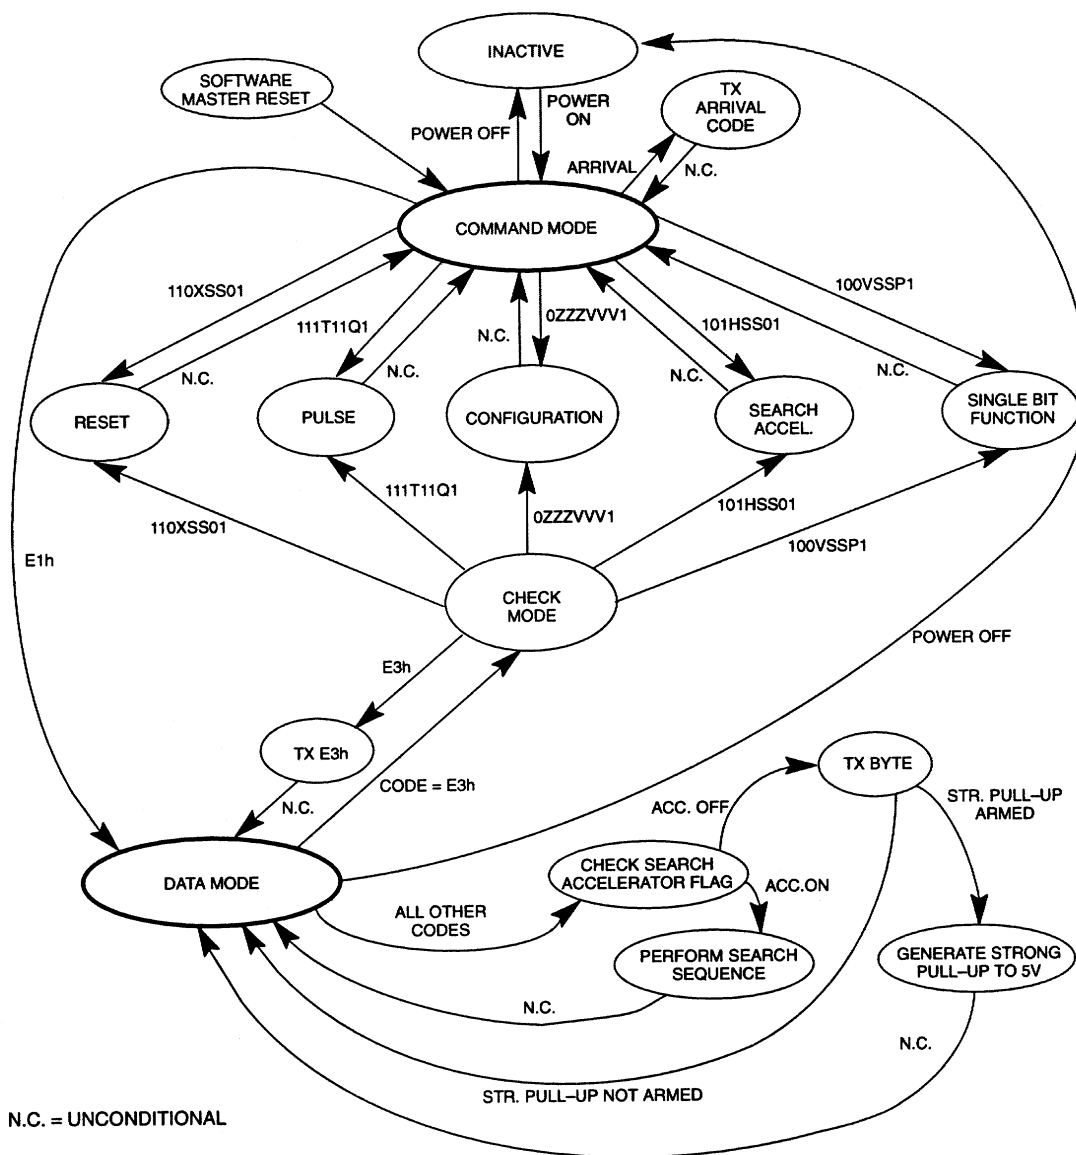 INACTIVE
SOFTWARE
MASTER RESET
TX
ARRIVAL
CODE
POWER
ON
POWER OFF
ARRIVAL
N.C.
COMMAND MODE
110XSS01
111T11Q1
N.C.
0ZZZVVV1
101HSS01
100VSSP1
N.C.
N.C.
N.C.
N.C.
RESET
PULSE
CONFIGURATION
SEARCH
ACCEL.
SINGLE BIT
FUNCTION
110XSS01
111T11Q1
0ZZZVVV1
101HSS01
100VSSP1
E1h
CHECK
MODE
POWER OFF
E3h
TX E3h
CODE = E3h
N.C.
TX BYTE
ACC. OFF
STR. PULL–UP
ARMED
DATA MODE
CHECK SEARCH
ACCELERATOR FLAG
ACC.ON
ALL OTHER
CODES
PERFORM SEARCH
SEQUENCE
GENERATE STRONG
PULL–UP TO 5V
N.C.
N.C.
STR. PULL–UP NOT ARMED
N.C. = UNCONDITIONAL